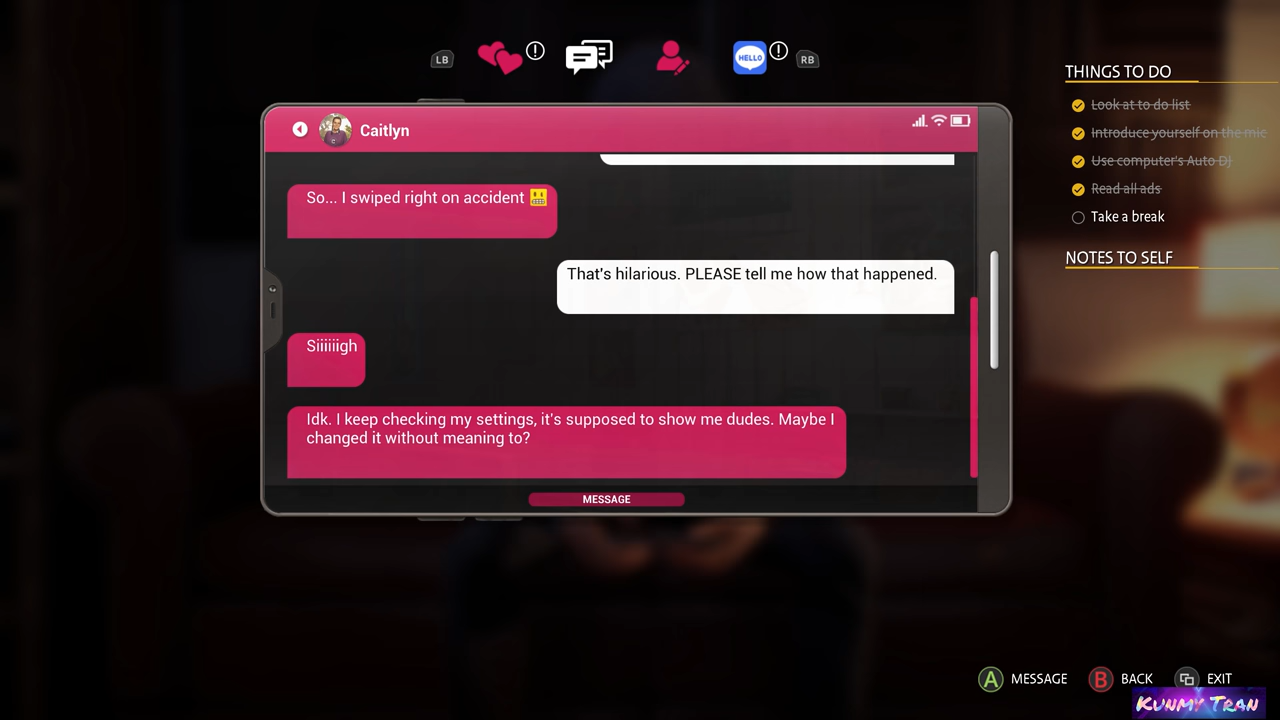 LB
HELLO
RB
THINGS TO DO
Look at to do list
Introduce yourself on the mic
Use computer's Auto DJ
Read all ads
Take a break
NOTES TO SELF
Caitlyn
So... I swiped right on accident 😬
That's hilarious. PLEASE tell me how that happened.
Siiiiiigh
Idk. I keep checking my settings, it's supposed to show me dudes. Maybe I
changed it without meaning to?
MESSAGE
A MESSAGE B BACK EXIT
Kunmy Tran